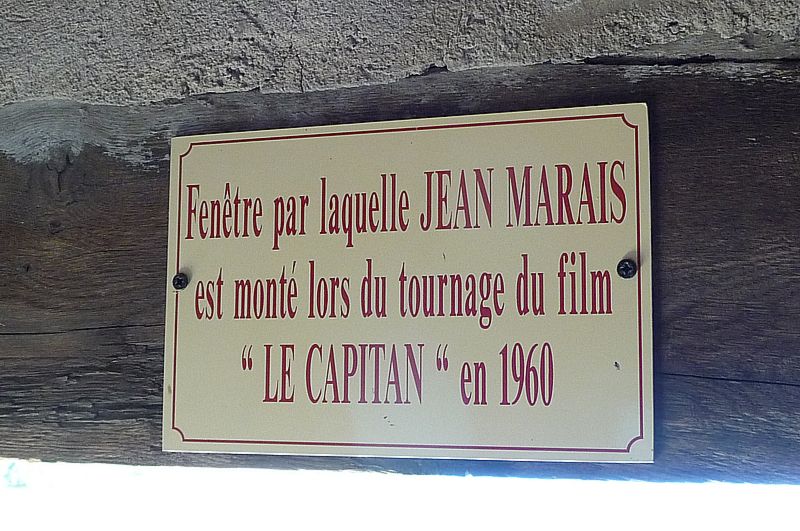 Fenêtre par laquelle JEAN MARAIS
est monté lors du tournage du film
“ LE CAPITAN “ en 1960